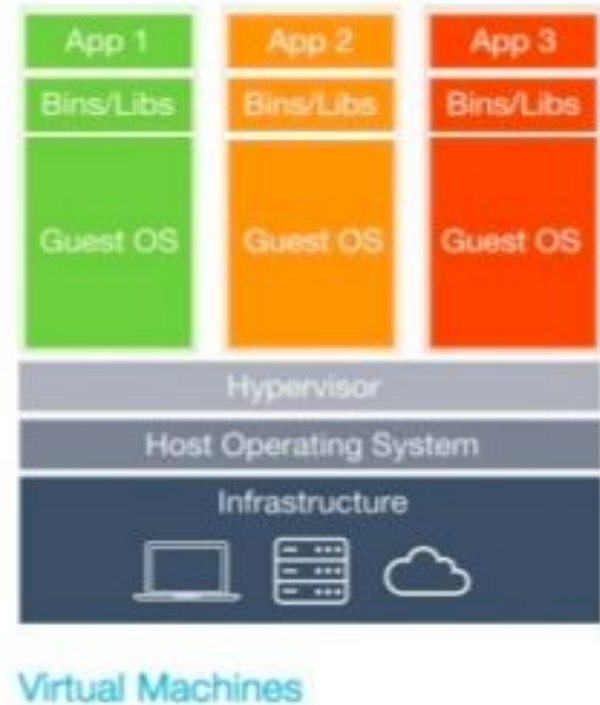 App 1 App 2 App 3
Bins/Libs Bins/Libs Bins/Libs
Guest OS Guest OS Guest OS
Hypervisor
Host Operating System
Infrastructure
Virtual Machines